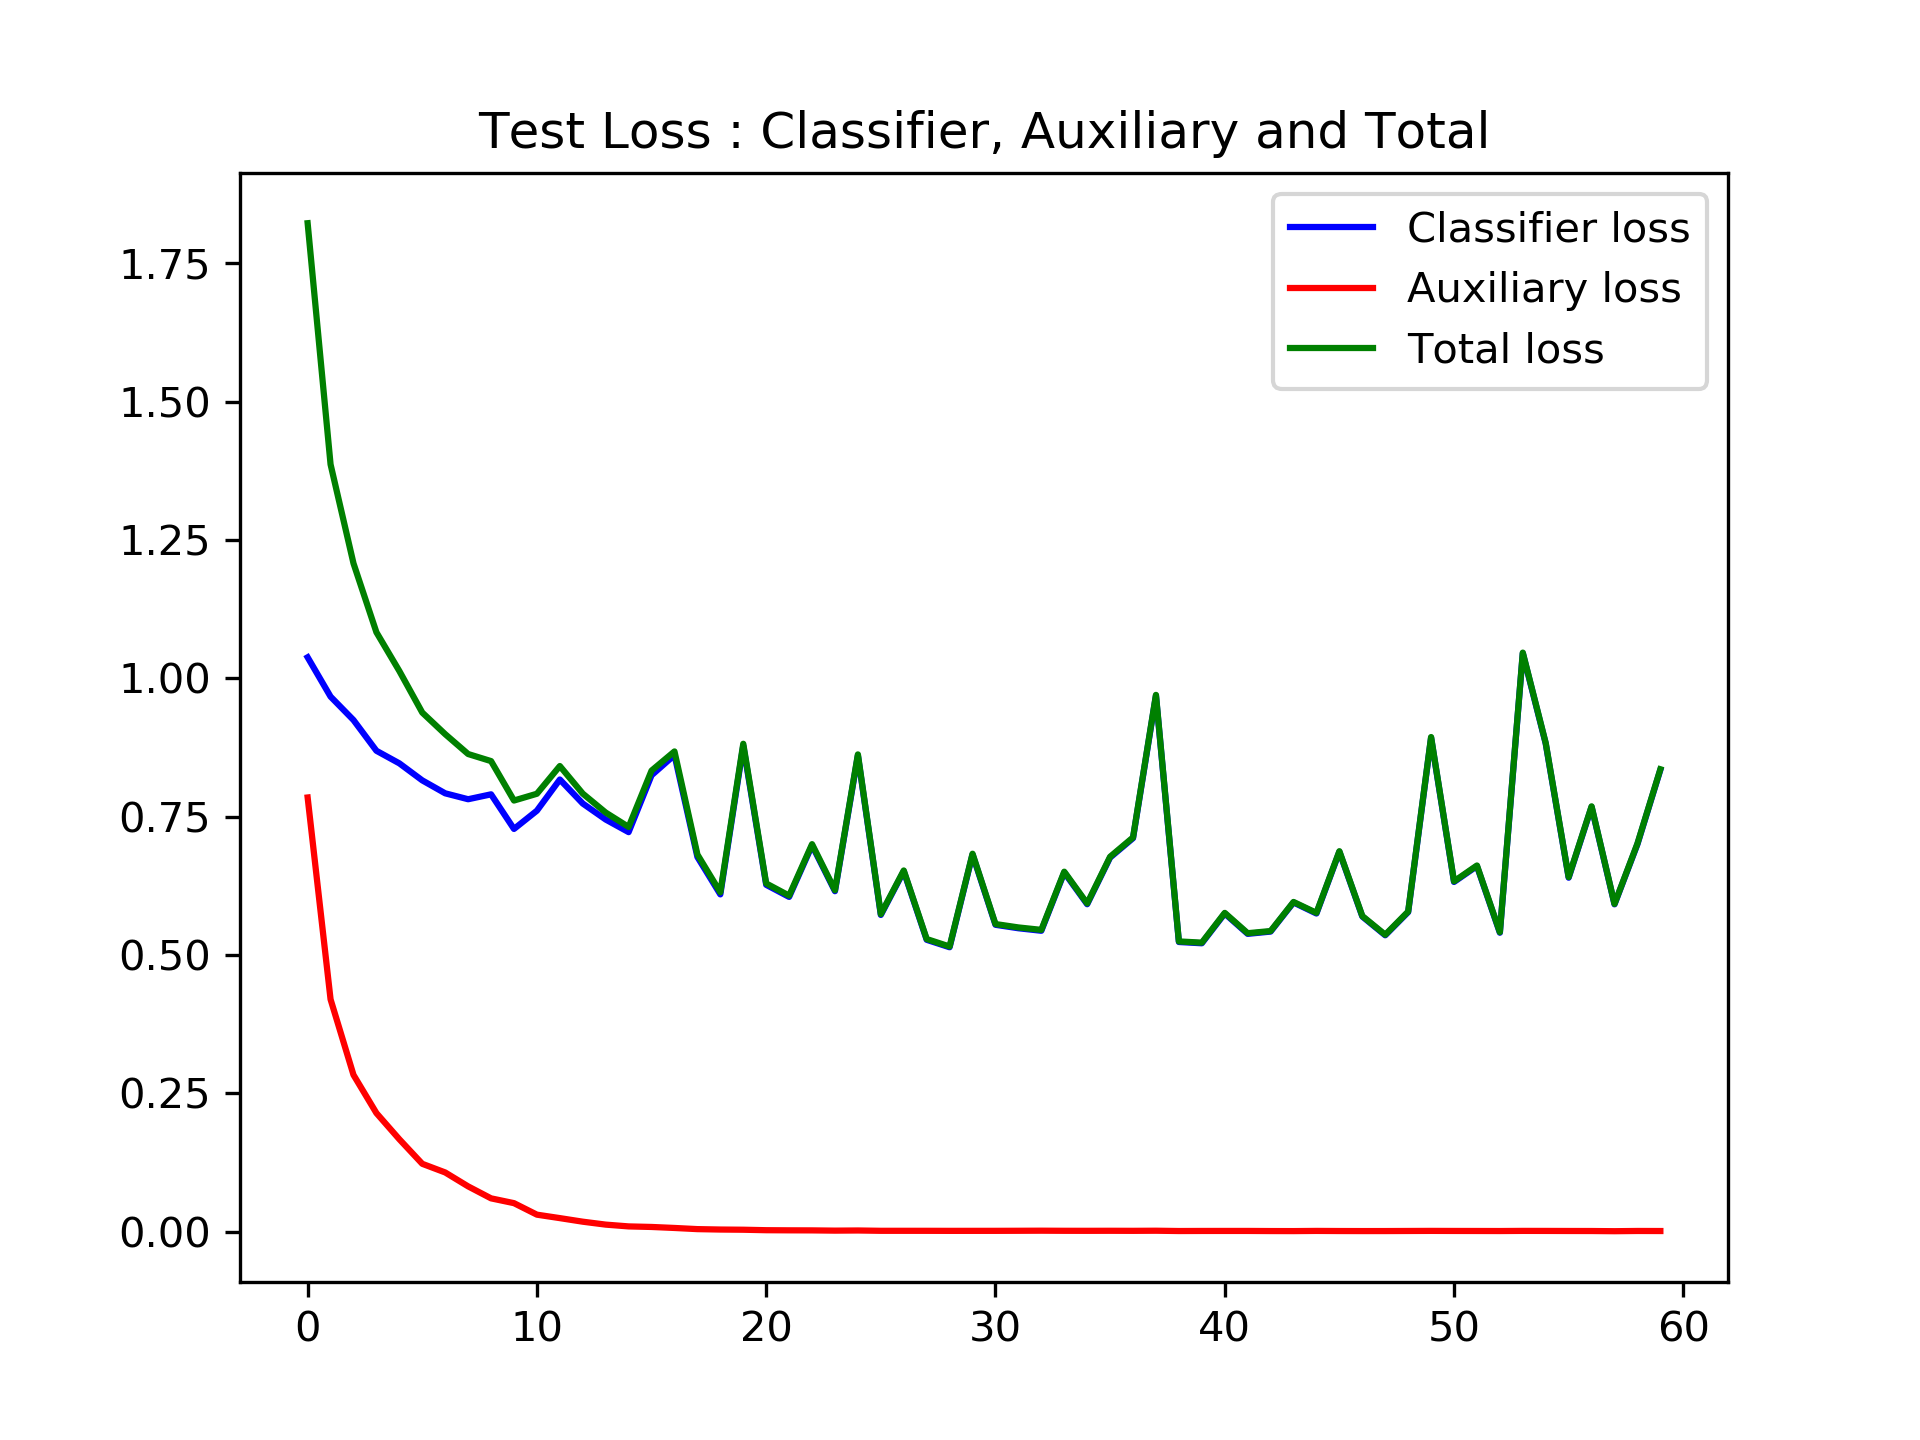 Test Loss : Classifier, Auxiliary and Total
Classifier loss
Auxiliary loss
Total loss
1.75
1.50
1.25
1.00
0.75
0.50
0.25
0.00
0 10 20 30 40 50 60